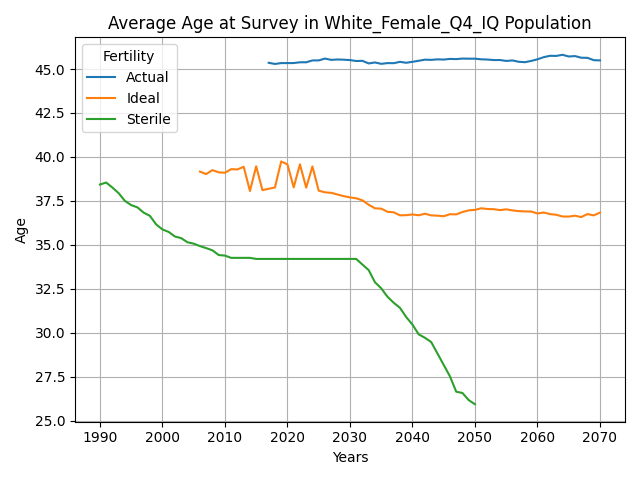 Average Age at Survey in White_Female_Q4_IQ Population
Fertility
Actual
Ideal
Sterile
Age
45.0
42.5
40.0
37.5
35.0
32.5
30.0
27.5
25.0
1990 2000 2010 2020 2030 2040 2050 2060 2070
Years